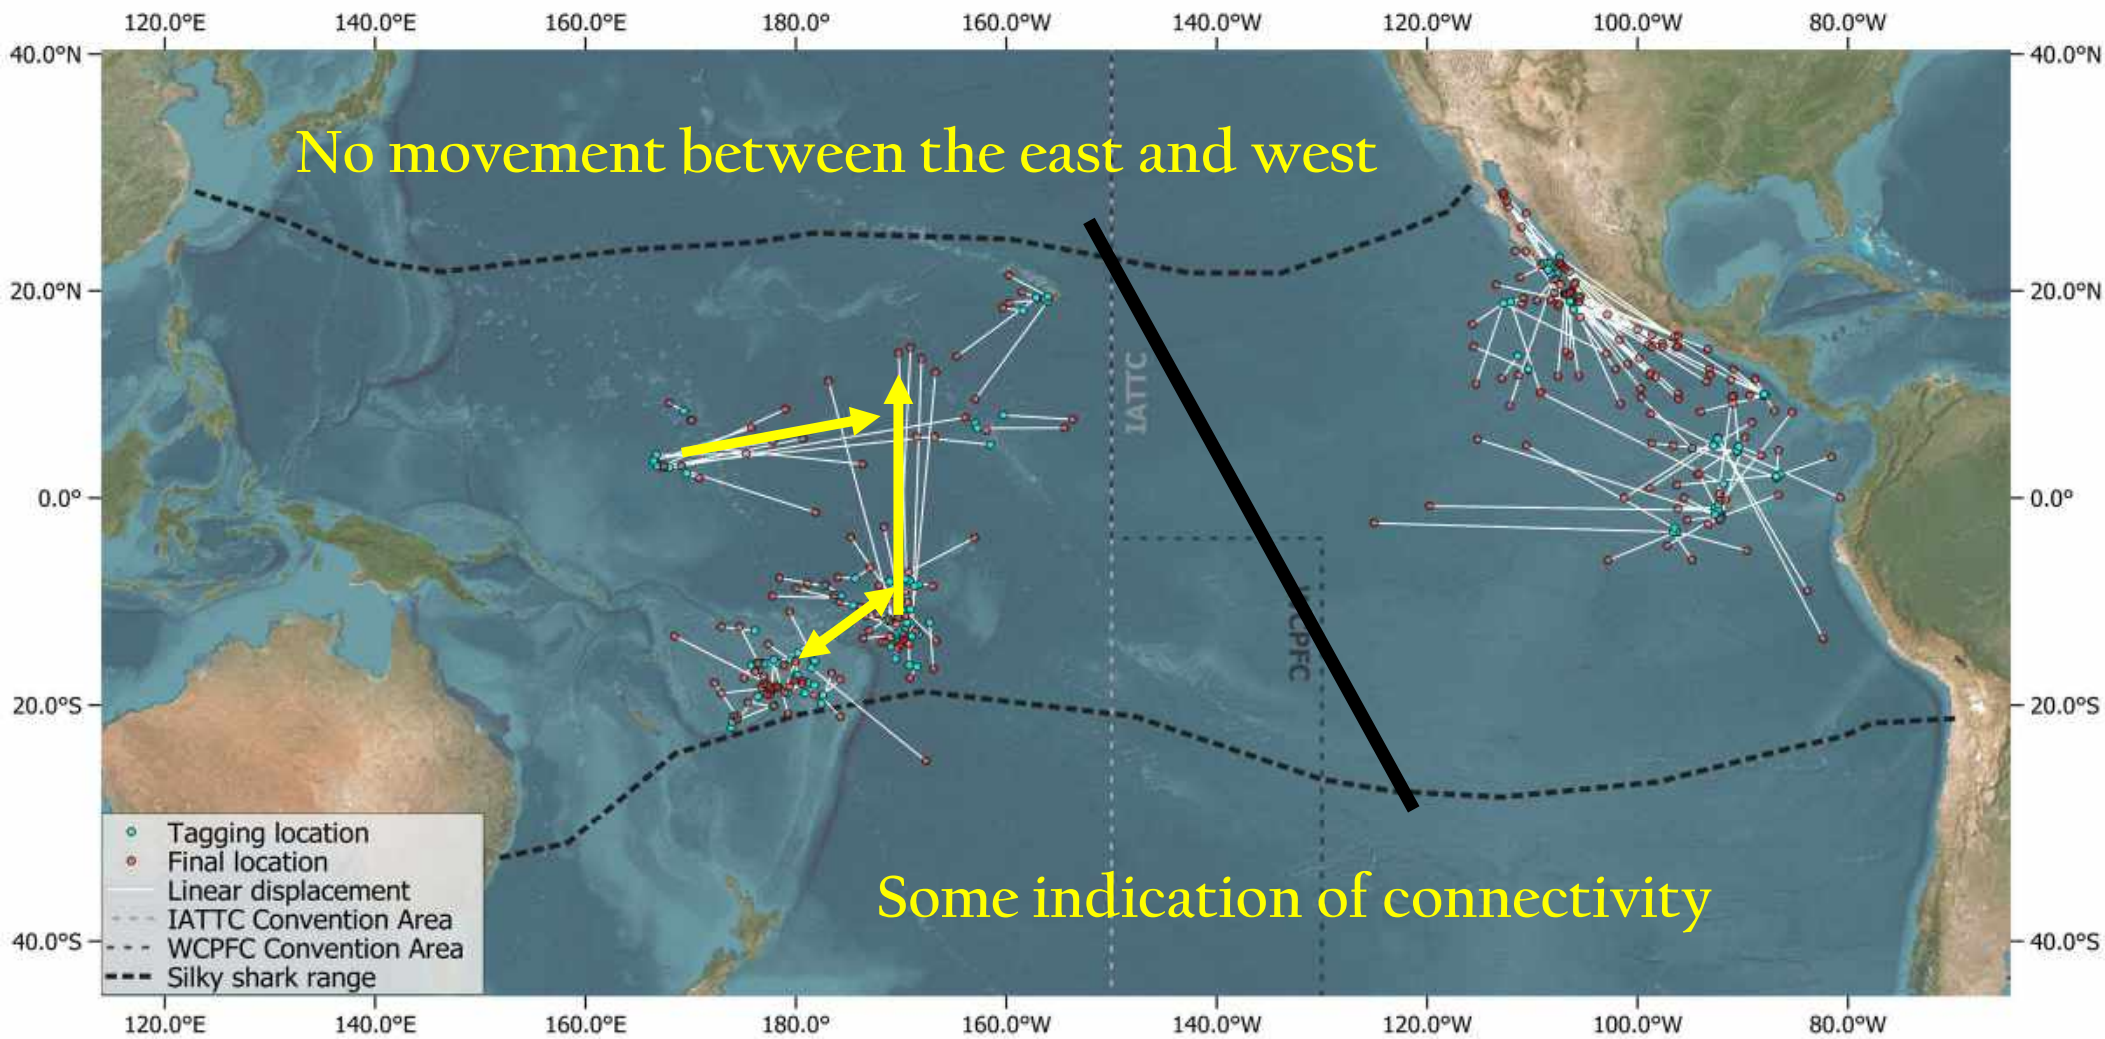 120.0°E 140.0°E 160.0°E 180.0° 160.0°W 140.0°W 120.0°W 100.0°W 80.0°W
40.0°N 40.0°N
No movement between the east and west
20.0°N 20.0°N
IATTC
0.0° 0.0°
WCPFC
20.0°S 20.0°S
Some indication of connectivity
40.0°S 40.0°S
Tagging location
Final location
Linear displacement
IATTC Convention Area
WCPFC Convention Area
Silky shark range
120.0°E 140.0°E 160.0°E 180.0° 160.0°W 140.0°W 120.0°W 100.0°W 80.0°W